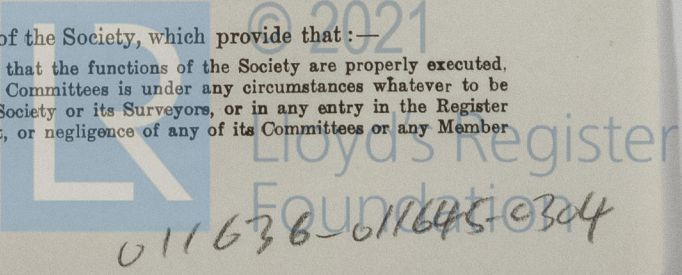 © 2021
of the Society, which provide that :—
that the functions of the Society are properly executed,
Committees is under any circumstances whatever to be
Society or its Surveyors, or in any entry in the Register
, or negligence of any of its Committees or any Member
LR
Lloyd's Register
Foundation
011636-011645-0304